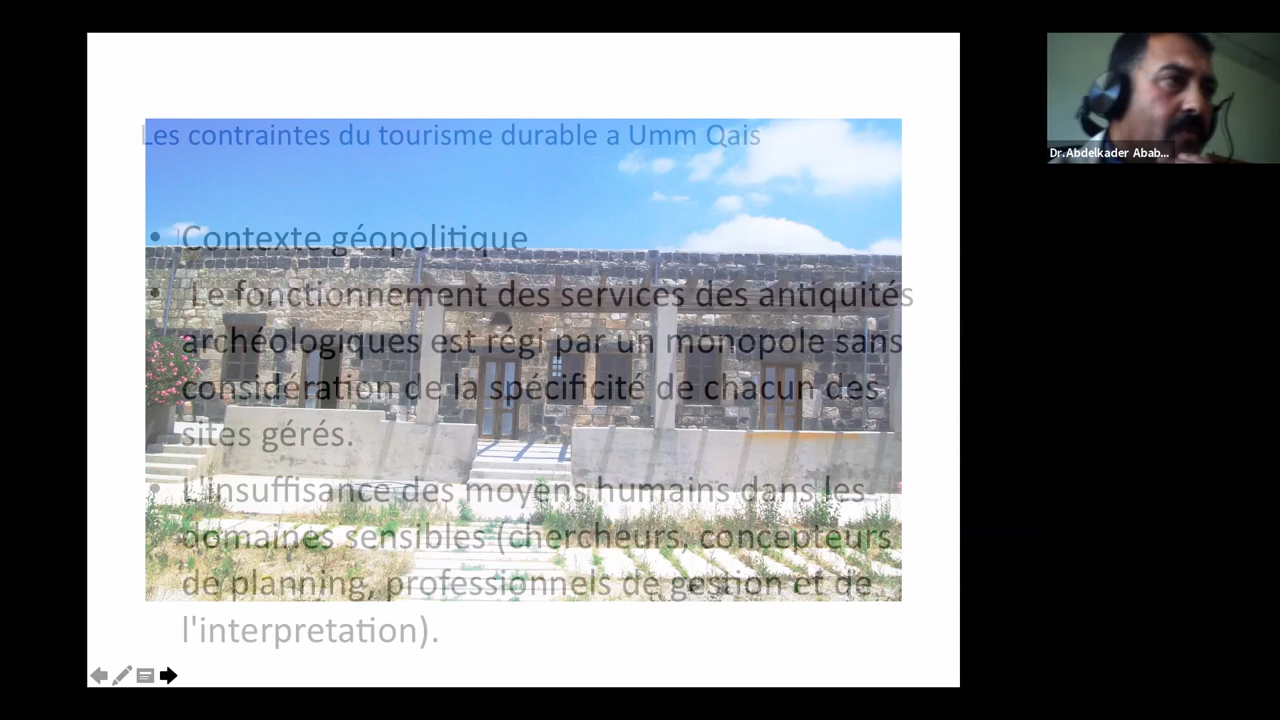 Les contraintes du tourisme durable a Umm Qais
• Contexte géopolitique
• Le fonctionnement des services des antiquités
archéologiques est régi par un monopole sans
considération de la spécificité de chacun des
sites gérés.
• L'insuffisance des moyens humains dans les
domaines sensibles (chercheurs, concepteurs
de planning, professionnels de gestion et de
l'interpretation).
Dr.Abdelkader Abab...